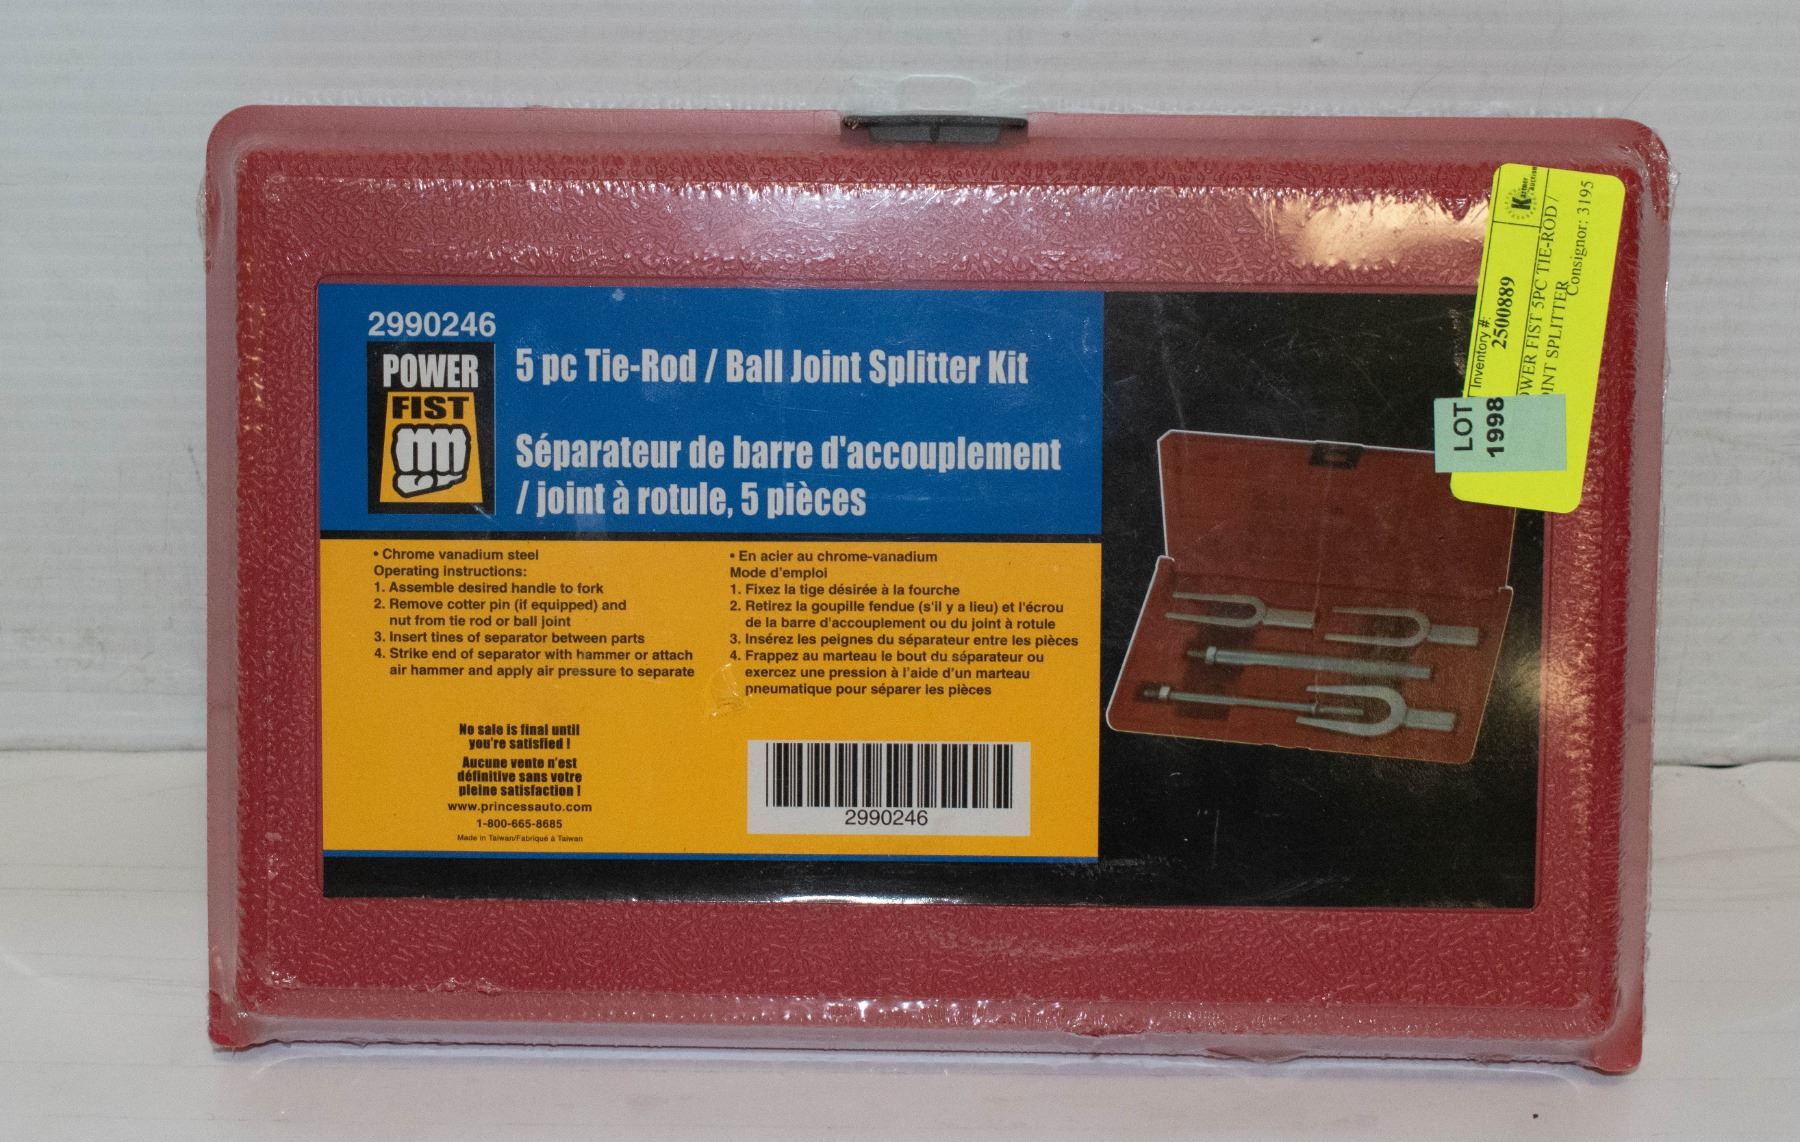 2990246
POWER
FIST
5 pc Tie-Rod / Ball Joint Splitter Kit
Séparateur de barre d'accouplement
/ joint à rotule, 5 pièces
• Chrome vanadium steel
Operating instructions:
1. Assemble desired handle to fork
2. Remove cotter pin (if equipped) and
nut from tie rod or ball joint
3. Insert tines of separator between parts
4. Strike end of separator with hammer or attach
air hammer and apply air pressure to separate
• En acier au chrome-vanadium
Mode d'emploi
1. Fixez la tige désirée à la fourche
2. Retirez la goupille fendue (s'il y a lieu) et l'écrou
de la barre d'accouplement ou du joint à rotule
3. Insérez les peignes du séparateur entre les pièces
4. Frappez au marteau le bout du séparateur ou
exercez une pression à l'aide d'un marteau
pneumatique pour séparer les pièces
No sale is final until
you're satisfied !
Aucune vente n'est
définitive sans votre
pleine satisfaction !
www.princessauto.com
1-800-665-8685
Made in Taiwan/Fabriqué à Taiwan
2990246
Inventory #:
2500889
OWER FIST 5PC TIE-ROD /
OINT SPLITTER
Consignor: 3195
LOT
1998